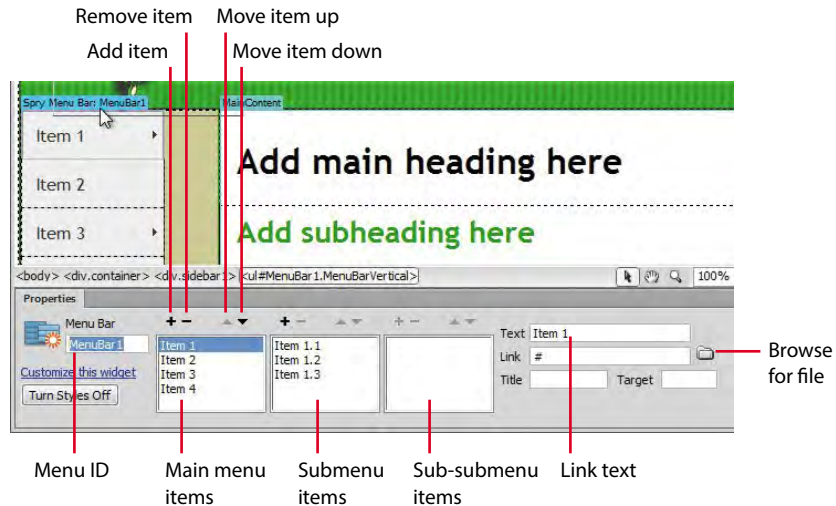 Remove item Move item up
Add item Move item down
Spry Menu Bar: MenuBar1
MainContent
Item 1
Item 2
Item 3
Add main heading here
Add subheading here
<body> <div.container> <div.sidebar1> <ul#MenuBar1.MenuBarVertical>
100%
Properties
Menu Bar
MenuBar1
Customize this widget
Turn Styles Off
Item 1
Item 2
Item 3
Item 4
Item 1.1
Item 1.2
Item 1.3
Text Item 1
Link #
Title Target
Browse
for file
Menu ID
Main menu
items
Submenu
items
Sub-submenu
items
Link text